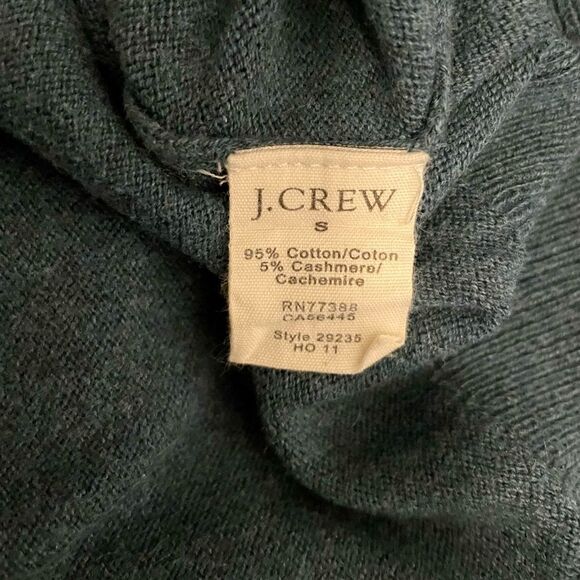 J.CREW
S
95% Cotton/Coton
5% Cashmere/
Cachemire
RN77388
CA56445
Style 29235
HO 11